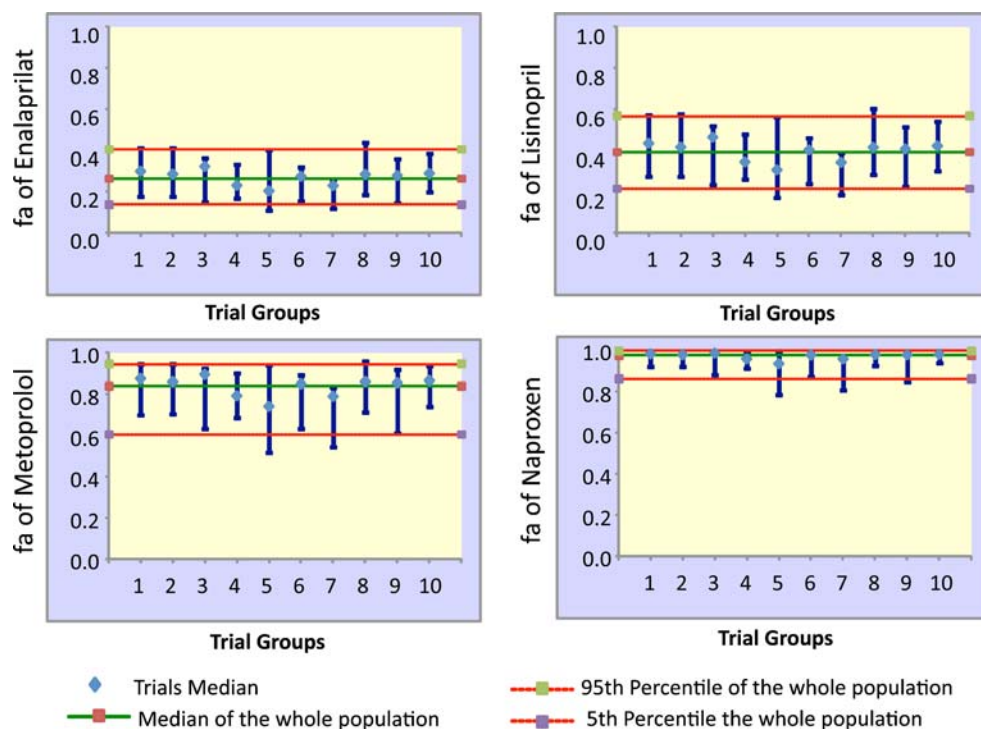 fa of Enalaprilat
1.0
0.8
0.6
0.4
0.2
0.0
1 2 3 4 5 6 7 8 9 10
Trial Groups
fa of Lisinopril
1.0
0.8
0.6
0.4
0.2
0.0
1 2 3 4 5 6 7 8 9 10
Trial Groups
fa of Metoprolol
1.0
0.8
0.6
0.4
0.2
0.0
1 2 3 4 5 6 7 8 9 10
Trial Groups
fa of Naproxen
1.0
0.8
0.6
0.4
0.2
0.0
1 2 3 4 5 6 7 8 9 10
Trial Groups
Trials Median
Median of the whole population
95th Percentile of the whole population
5th Percentile the whole population